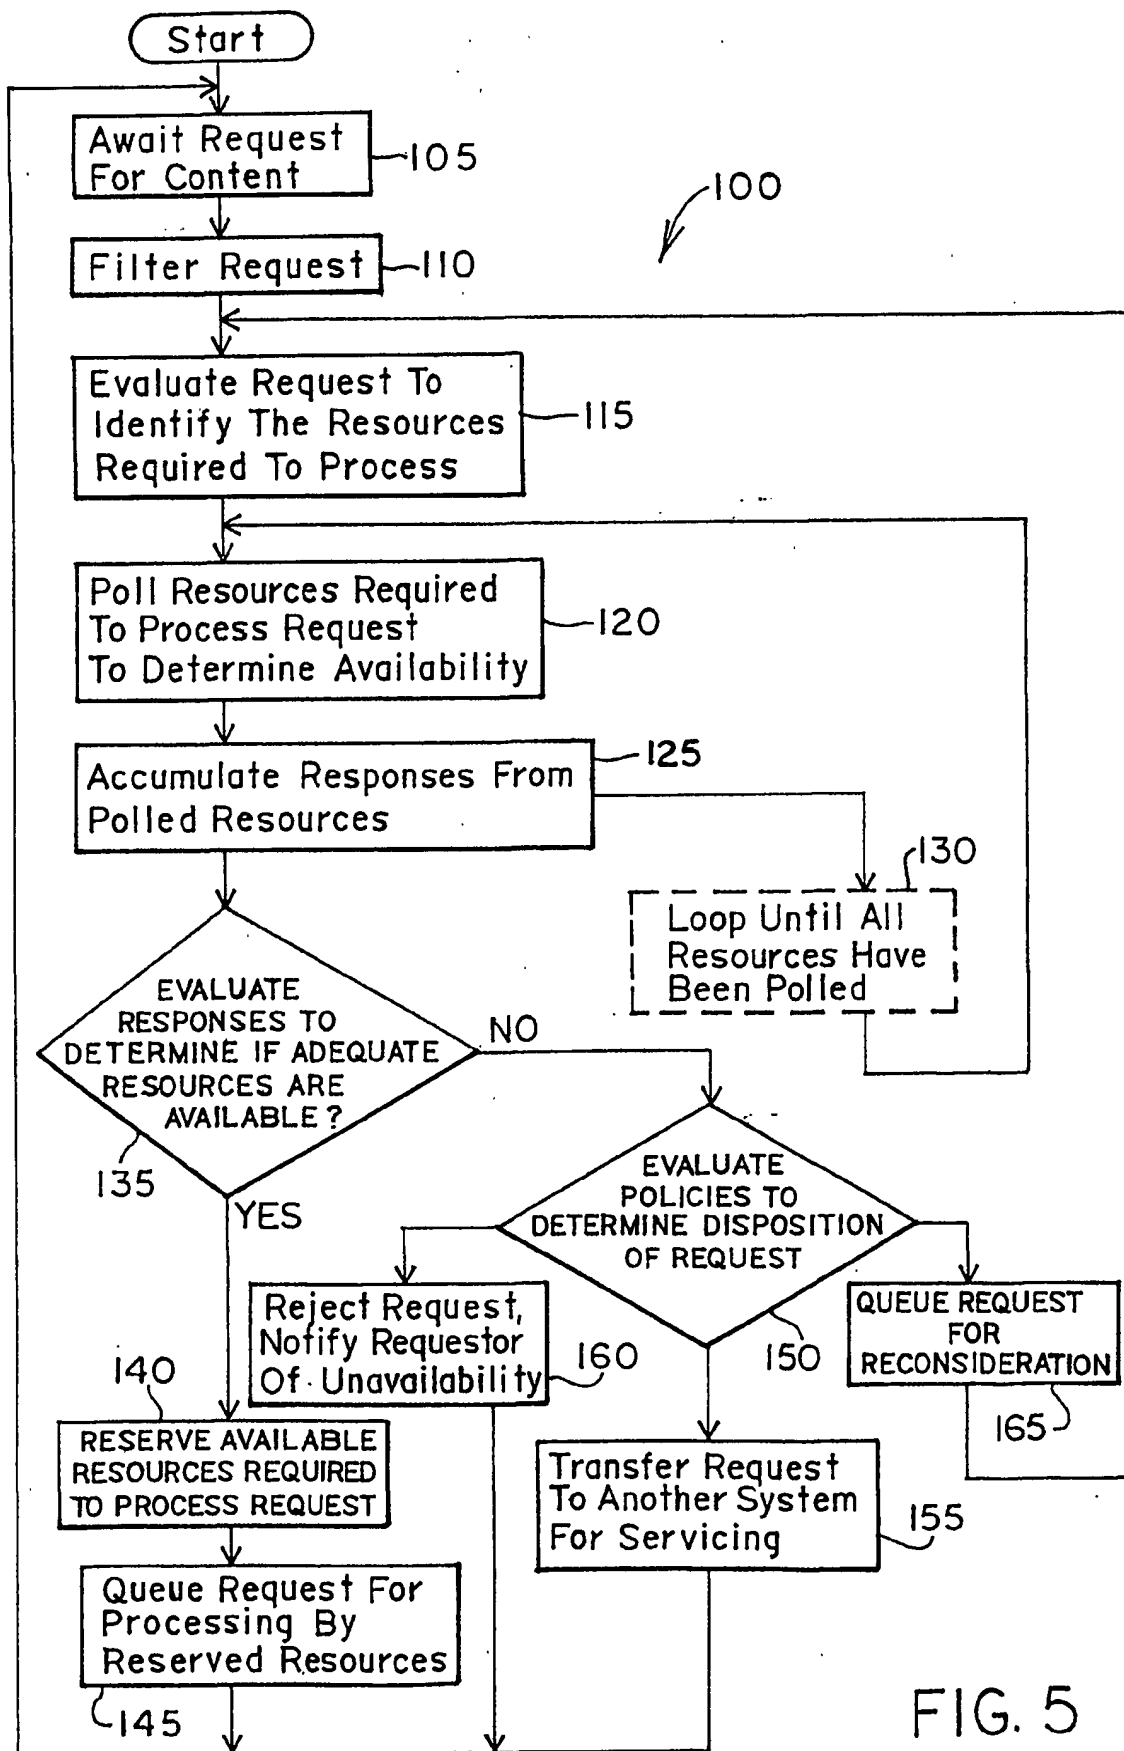 Start
Await Request
For Content
105
100
Filter Request
110
Evaluate Request To
Identify The Resources
Required To Process
115
Poll Resources Required
To Process Request
To Determine Availability
120
Accumulate Responses From
Polled Resources
125
130
Loop Until All
Resources Have
Been Polled
EVALUATE
RESPONSES TO
DETERMINE IF ADEQUATE
RESOURCES ARE
AVAILABLE?
135
NO
YES
EVALUATE
POLICIES TO
DETERMINE DISPOSITION
OF REQUEST
150
Reject Request,
Notify Requestor
Of Unavailability
160
QUEUE REQUEST
FOR
RECONSIDERATION
165
140
RESERVE AVAILABLE
RESOURCES REQUIRED
TO PROCESS REQUEST
Transfer Request
To Another System
For Servicing
155
Queue Request For
Processing By
Reserved Resources
145
FIG. 5